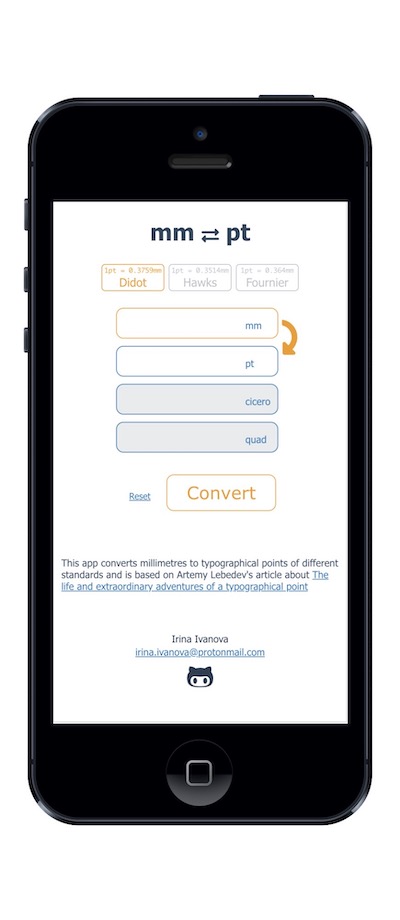 mm ⇄ pt
1pt = 0.3759mm 1pt = 0.3514mm 1pt = 0.364mm
Didot Hawks Fournier
mm
pt
cicero
quad
Reset Convert
This app converts millimetres to typographical points of different
standards and is based on Artemy Lebedev's article about The
life and extraordinary adventures of a typographical point
Irina Ivanova
irina.ivanova@protonmail.com